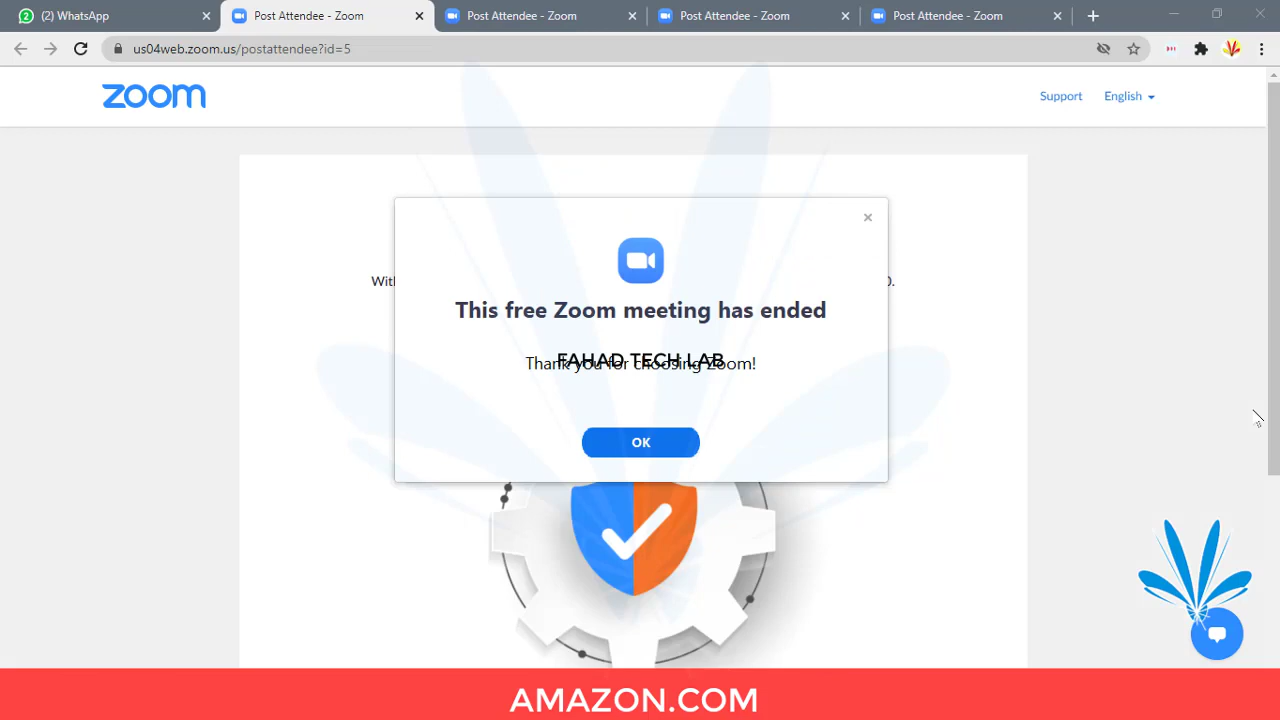 (2) WhatsApp
Post Attendee - Zoom
Post Attendee - Zoom
Post Attendee - Zoom
Post Attendee - Zoom
us04web.zoom.us/postattendee?id=5
zoom
Support
English
0.
This free Zoom meeting has ended
FAHAD TECH LAB
Thank you for choosing Zoom!
OK
AMAZON.COM